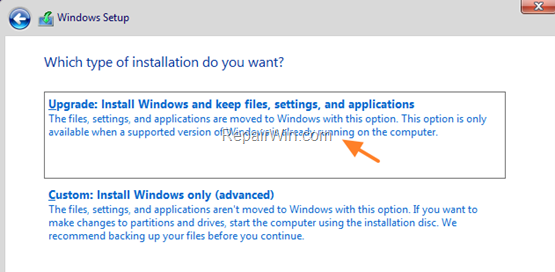 Windows Setup
Which type of installation do you want?
Upgrade: Install Windows and keep files, settings, and applications
The files, settings, and applications are moved to Windows with this option. This option is only
available when a supported version of Windows is already running on the computer.
RepairWin.com
Custom: Install Windows only (advanced)
The files, settings, and applications aren't moved to Windows with this option. If you want to
make changes to partitions and drives, start the computer using the installation disc. We
recommend backing up your files before you continue.